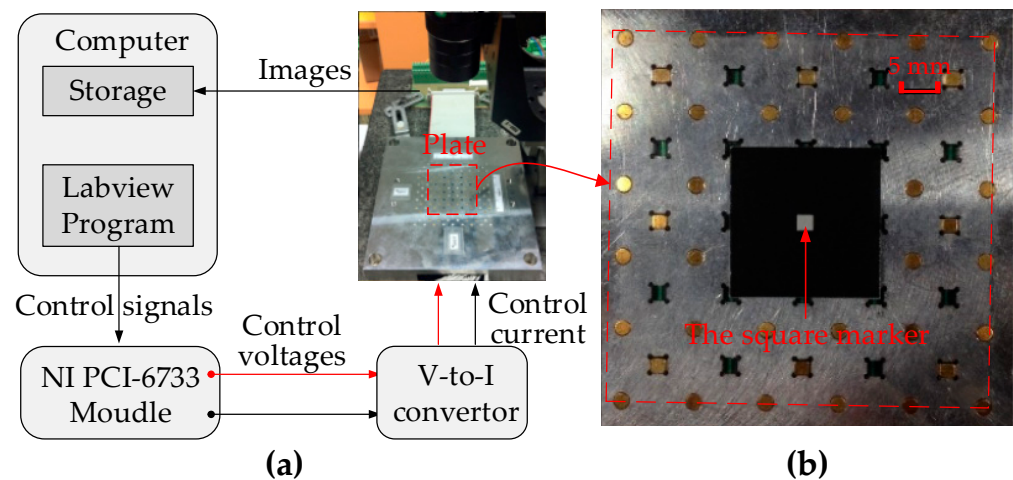 Computer
Storage
Images
Labview
Program
Plate
Control signals
Control
voltages
Control
current
NI PCI-6733
Moudle
V-to-I
convertor
(a)
5 mm
The square marker
(b)